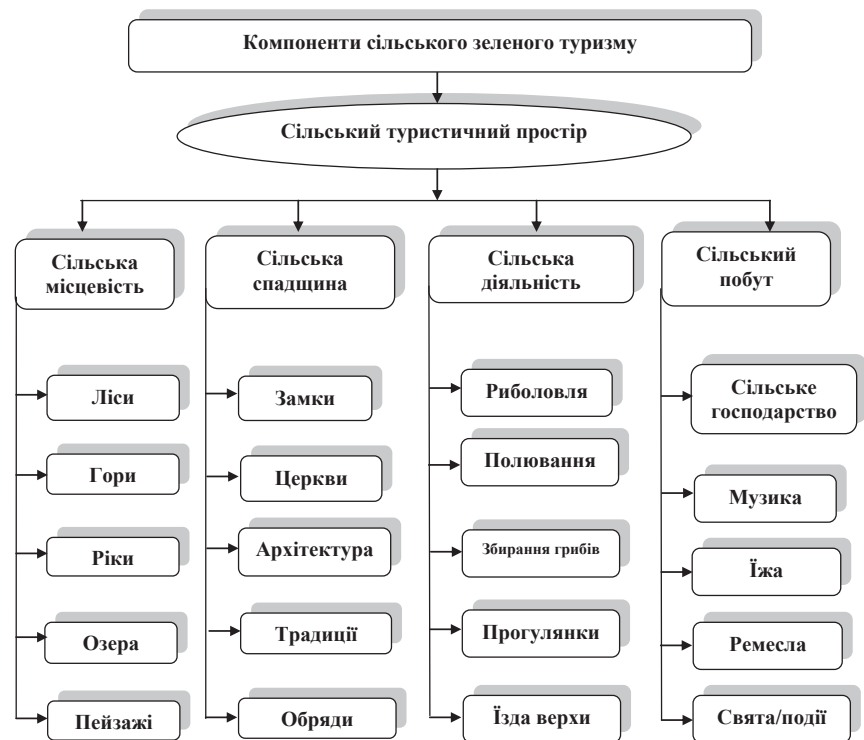 Компоненти сільського зеленого туризму
Сільський туристичний простір
Сільська
місцевість
Ліси
Гори
Ріки
Озера
Пейзажі
Сільська
спадщина
Замки
Церкви
Архітектура
Традиції
Обряди
Сільська
діяльність
Риболовля
Полювання
Збирання грибів
Прогулянки
Їзда верхи
Сільський
побут
Сільське
господарство
Музика
Їжа
Ремесла
Свята/події